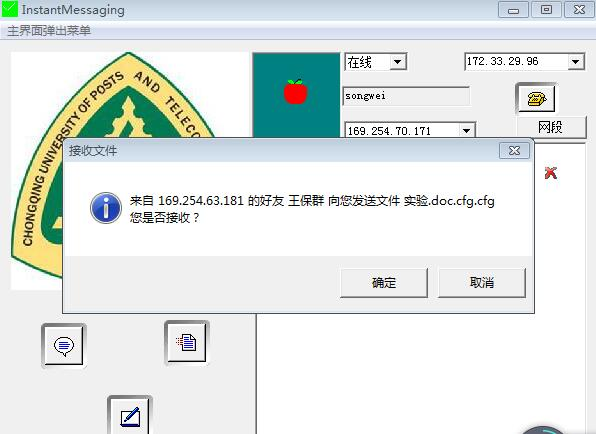 InstantMessaging
主界面弹出菜单
在线
172.33.29.96
songwei
网段
169.254.70.171
CHONGQING UNIVERSITY OF POSTS AND TELECO
接收文件
来自 169.254.63.181 的好友 王保群 向您发送文件 实验.doc.cfg.cfg
您是否接收？
确定
取消